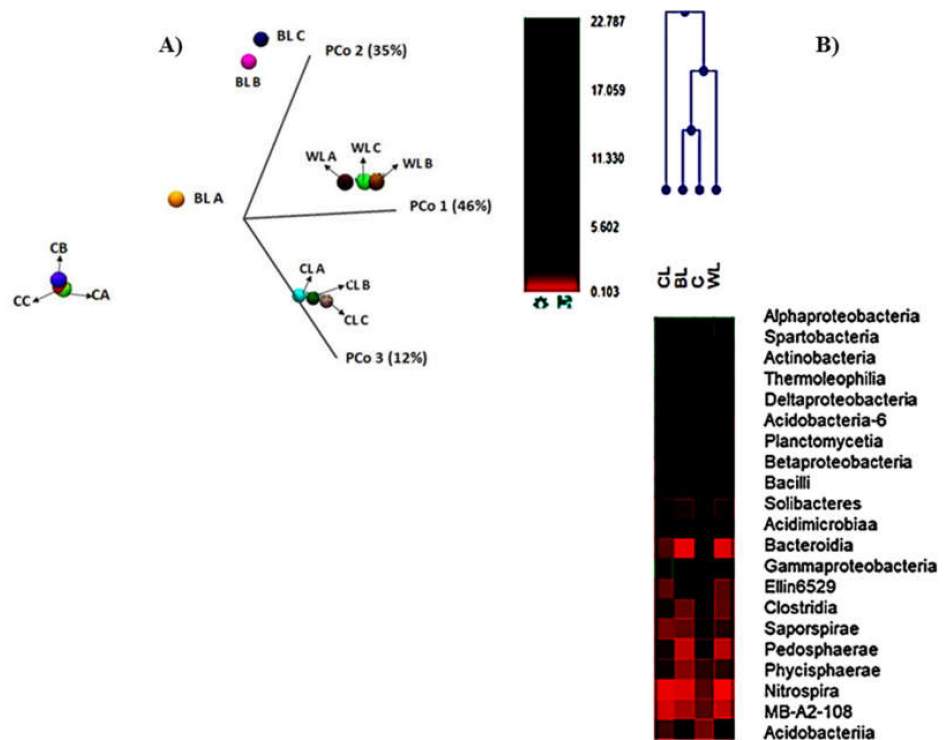 A)
BL C
BL B
PCo 2 (35%)
WL A
WL C
WL B
BL A
PCo 1 (46%)
CB
CC
CA
CL A
CL B
CL C
PCo 3 (12%)
22.787
17.059
11.330
5.602
0.103
B)
CL
BL
C
WL
Alphaproteobacteria
Spartobacteria
Actinobacteria
Thermoleophilia
Deltaproteobacteria
Acidobacteria-6
Planctomycetia
Betaproteobacteria
Bacilli
Solibacteres
Acidimicrobiaa
Bacteroidia
Gammaproteobacteria
Ellin6529
Clostridia
Saporspirae
Pedosphaerae
Phycisphaerae
Nitrospira
MB-A2-108
Acidobacteriia